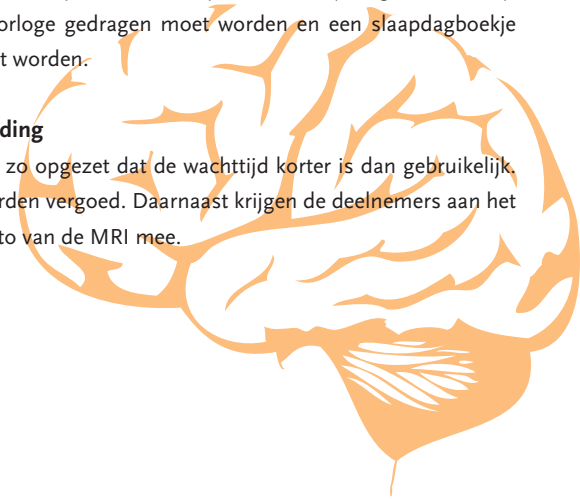 orloge gedragen moet worden en een slaapdagboekje
t worden.
ding
zo opgezet dat de wachttijd korter is dan gebruikelijk.
rden vergoed. Daarnaast krijgen de deelnemers aan het
to van de MRI mee.